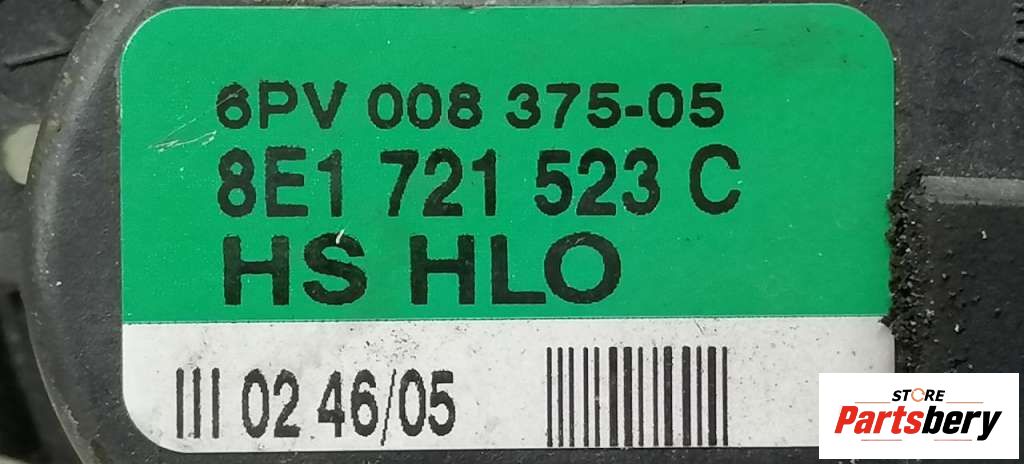 6PV 008 375-05
8E1 721 523 C
HS HLO
III 02 46/05
STORE
Partsbery